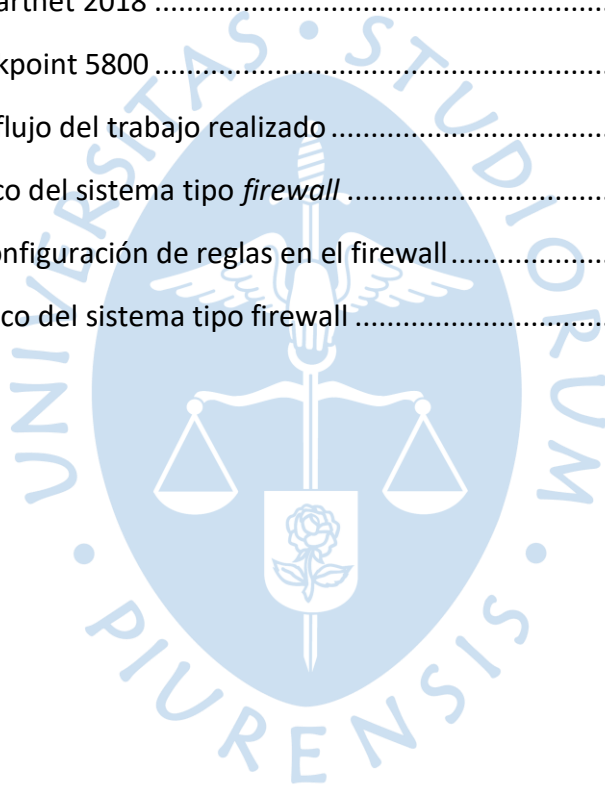 artnet 2018 ........................................................
kpoint 5800 ........................................................
flujo del trabajo realizado ..................................
co del sistema tipo firewall ................................
onfiguración de reglas en el firewall ...................
co del sistema tipo firewall ................................
UNIVERSITAS • STUDIORUM • PIURENSIS •